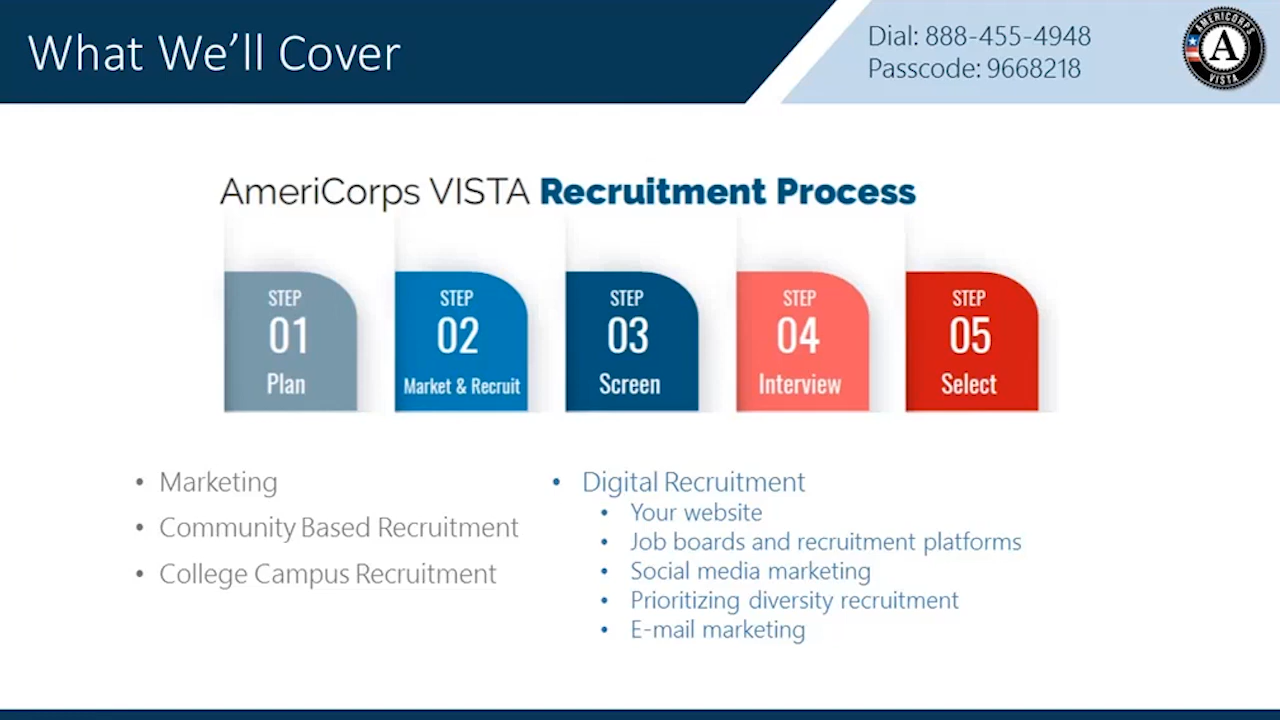 What We'll Cover
Dial: 888-455-4948
Passcode: 9668218
AMERICORPS
A
VISTA
AmeriCorps VISTA Recruitment Process
STEP
01
Plan
STEP
02
Market & Recruit
STEP
03
Screen
STEP
04
Interview
STEP
05
Select
• Marketing
• Community Based Recruitment
• College Campus Recruitment
• Digital Recruitment
• Your website
• Job boards and recruitment platforms
• Social media marketing
• Prioritizing diversity recruitment
• E-mail marketing